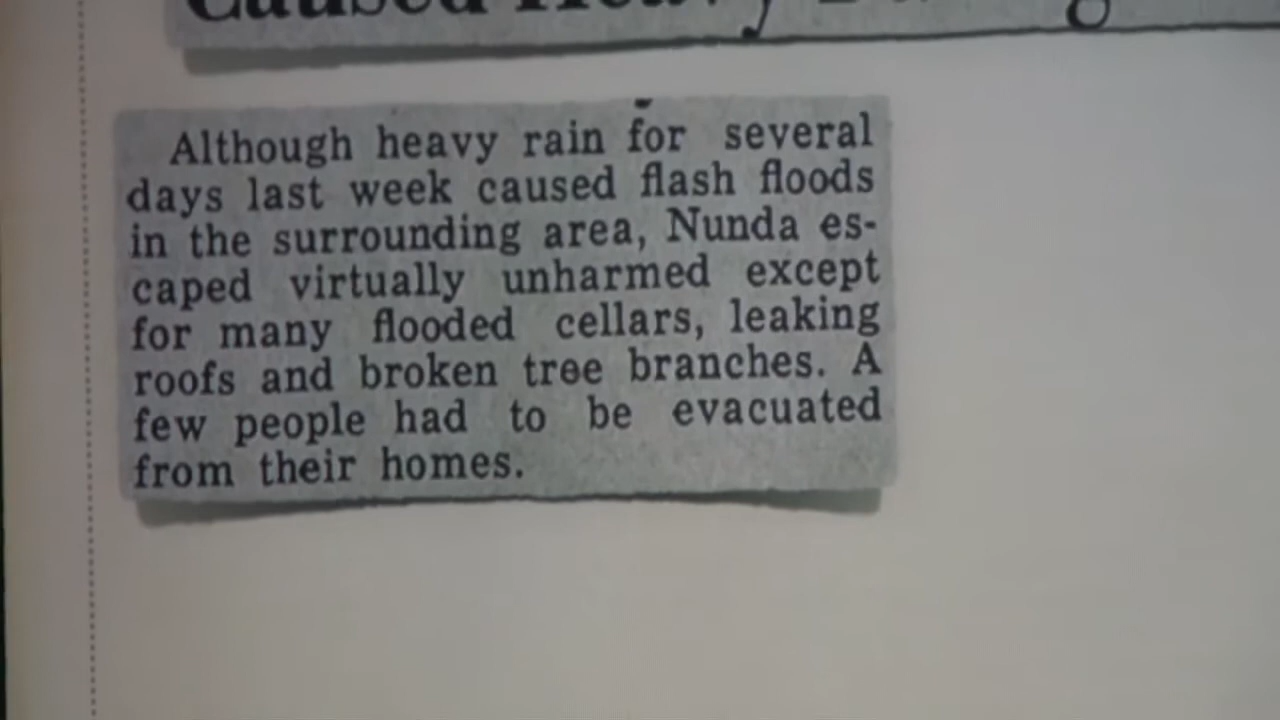 Caused Heavy
Although heavy rain for several
days last week caused flash floods
in the surrounding area, Nunda es-
caped virtually unharmed except
for many flooded cellars, leaking
roofs and broken tree branches. A
few people had to be evacuated
from their homes.